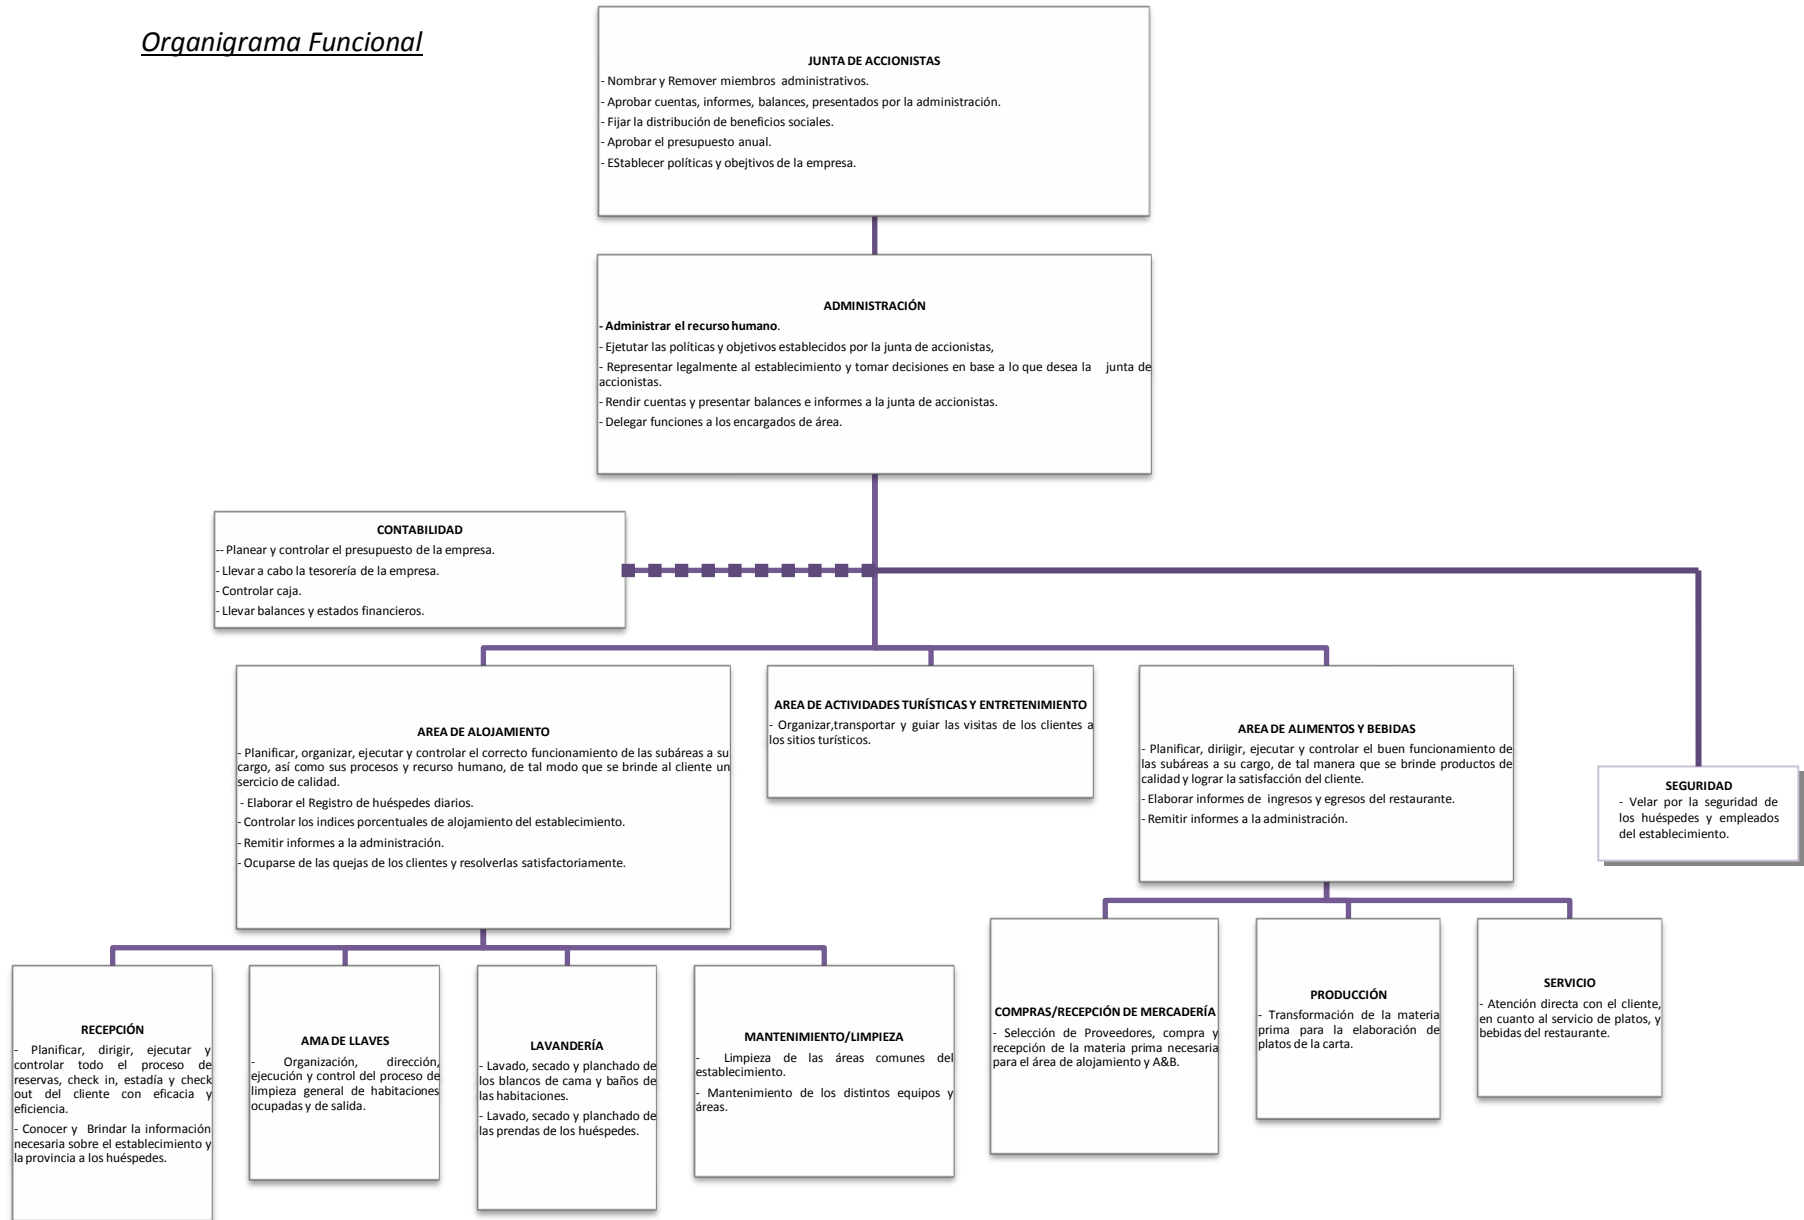 Organigrama Funcional
JUNTA DE ACCIONISTAS
- Nombrar y Remover miembros administrativos.
- Aprobar cuentas, informes, balances, presentados por la administración.
- Fijar la distribución de beneficios sociales.
- Aprobar el presupuesto anual.
- EStablecer políticas y obejtivos de la empresa.
ADMINISTRACIÓN
- Administrar el recurso humano.
- Ejetutar las políticas y objetivos establecidos por la junta de accionistas,
- Representar legalmente al establecimiento y tomar decisiones en base a lo que desea la junta de
accionistas.
- Rendir cuentas y presentar balances e informes a la junta de accionistas.
- Delegar funciones a los encargados de área.
CONTABILIDAD
-- Planear y controlar el presupuesto de la empresa.
- Llevar a cabo la tesorería de la empresa.
- Controlar caja.
- Llevar balances y estados financieros.
AREA DE ALOJAMIENTO
- Planificar, organizar, ejecutar y controlar el correcto funcionamiento de las subáreas a su
cargo, así como sus procesos y recurso humano, de tal modo que se brinde al cliente un
sercicio de calidad.
- Elaborar el Registro de huéspedes diarios.
- Controlar los indices porcentuales de alojamiento del establecimiento.
- Remitir informes a la administración.
- Ocuparse de las quejas de los clientes y resolverlas satisfactoriamente.
AREA DE ACTIVIDADES TURÍSTICAS Y ENTRETENIMIENTO
- Organizar,transportar y guiar las visitas de los clientes a
los sitios turísticos.
AREA DE ALIMENTOS Y BEBIDAS
- Planificar, diriigir, ejecutar y controlar el buen funcionamiento de
las subáreas a su cargo, de tal manera que se brinde productos de
calidad y lograr la satisfacción del cliente.
- Elaborar informes de ingresos y egresos del restaurante.
- Remitir informes a la administración.
SEGURIDAD
- Velar por la seguridad de
los huéspedes y empleados
del establecimiento.
RECEPCIÓN
- Planificar, dirigir, ejecutar y
controlar todo el proceso de
reservas, check in, estadía y check
out del cliente con eficacia y
eficiencia.
- Conocer y Brindar la información
necesaria sobre el establecimiento y
la provincia a los huéspedes.
AMA DE LLAVES
- Organización, dirección,
ejecución y control del proceso de
limpieza general de habitaciones
ocupadas y de salida.
LAVANDERÍA
- Lavado, secado y planchado de
los blancos de cama y baños de
las habitaciones.
- Lavado, secado y planchado de
las prendas de los huéspedes.
MANTENIMIENTO/LIMPIEZA
- Limpieza de las áreas comunes del
establecimiento.
- Mantenimiento de los distintos equipos y
áreas.
COMPRAS/RECEPCIÓN DE MERCADERÍA
- Selección de Proveedores, compra y
recepción de la materia prima necesaria
para el área de alojamiento y A&B.
PRODUCCIÓN
- Transformación de la materia
prima para la elaboración de
platos de la carta.
SERVICIO
- Atención directa con el cliente,
en cuanto al servicio de platos, y
bebidas del restaurante.